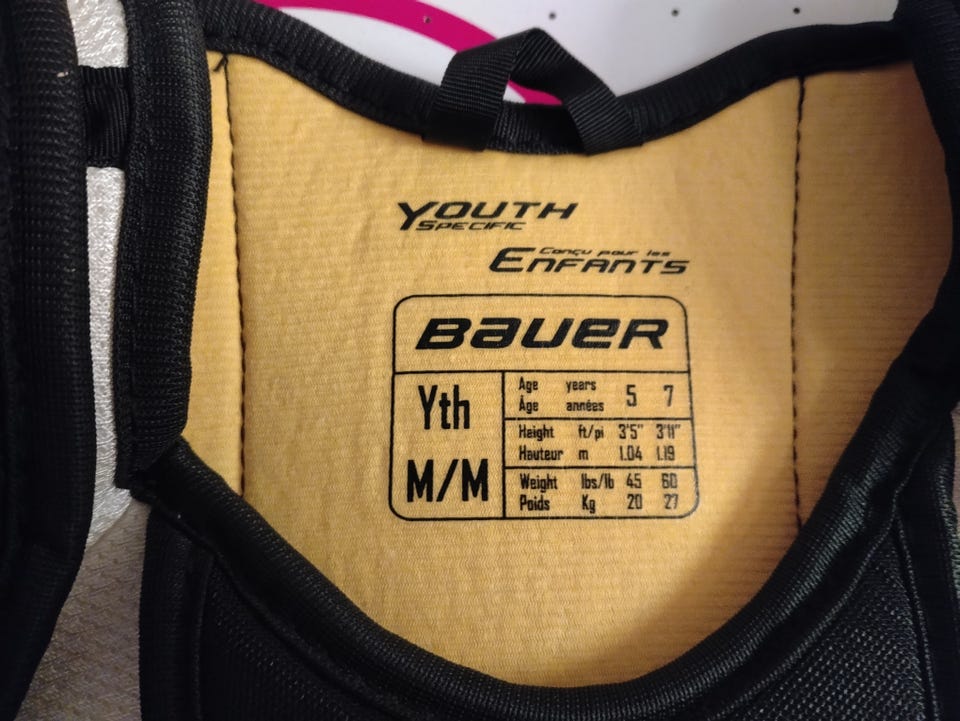 YOUTH
SPECIFIC
Conçu pour les
ENFANTS
BAUER
Yth
M/M
Age years 5 7
Âge années
Height ft/pi 3'5" 3'11"
Hauteur m 1.04 1.19
Weight lbs/lb 45 60
Poids Kg 20 27